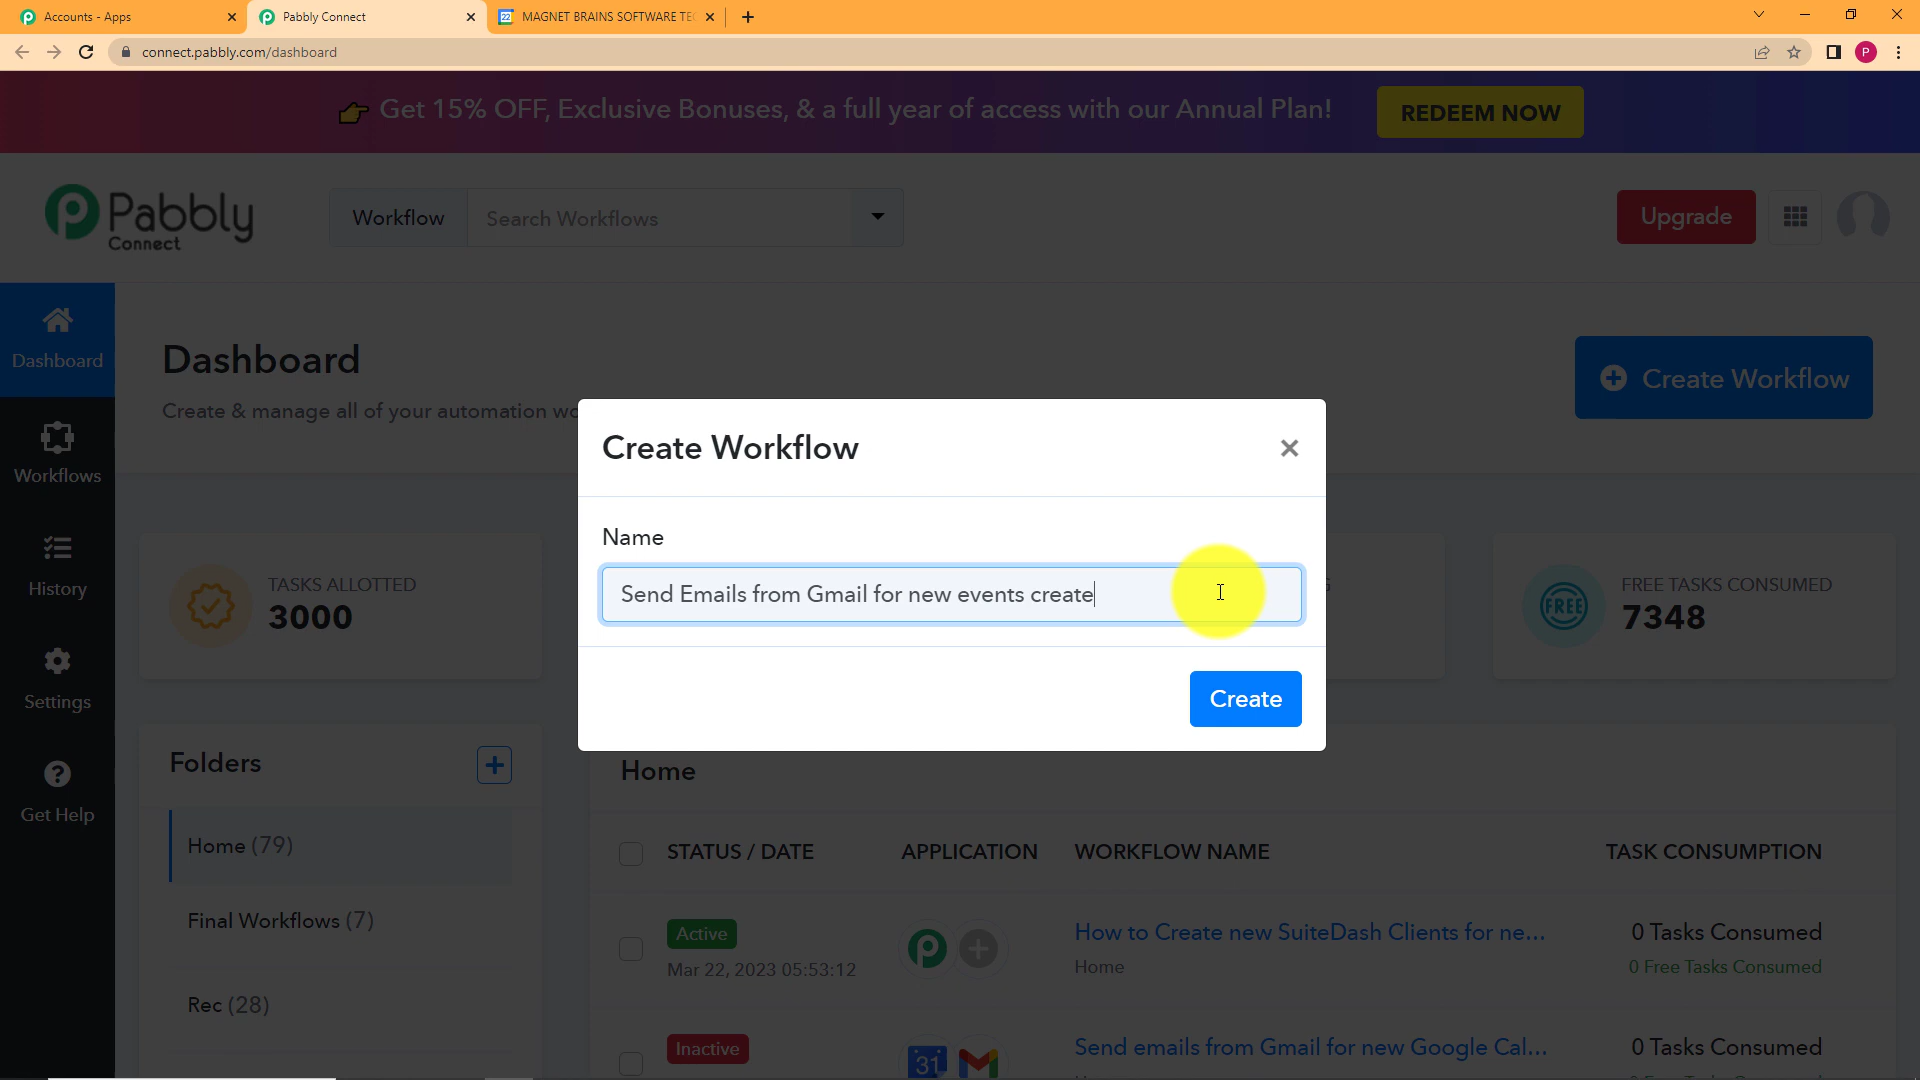 Accounts - Apps
Pabbly Connect
MAGNET BRAINS SOFTWARE TEC
connect.pabbly.com/dashboard
P
Get 15% OFF, Exclusive Bonuses, & a full year of access with our Annual Plan!
REDEEM NOW
Pabbly
Connect
Workflow
Search Workflows
Upgrade
Dashboard
Workflows
History
Settings
Get Help
Dashboard
Create & manage all of your automation wo
Create Workflow
Create Workflow
Name
Send Emails from Gmail for new events create
Create
TASKS ALLOTTED
3000
FREE
FREE TASKS CONSUMED
7348
Folders
Home (79)
Final Workflows (7)
Rec (28)
Home
STATUS / DATE
APPLICATION
WORKFLOW NAME
TASK CONSUMPTION
Active
Mar 22, 2023 05:53:12
How to Create new SuiteDash Clients for ne...
Home
0 Tasks Consumed
0 Free Tasks Consumed
Inactive
31
Send emails from Gmail for new Google Cal...
0 Tasks Consumed